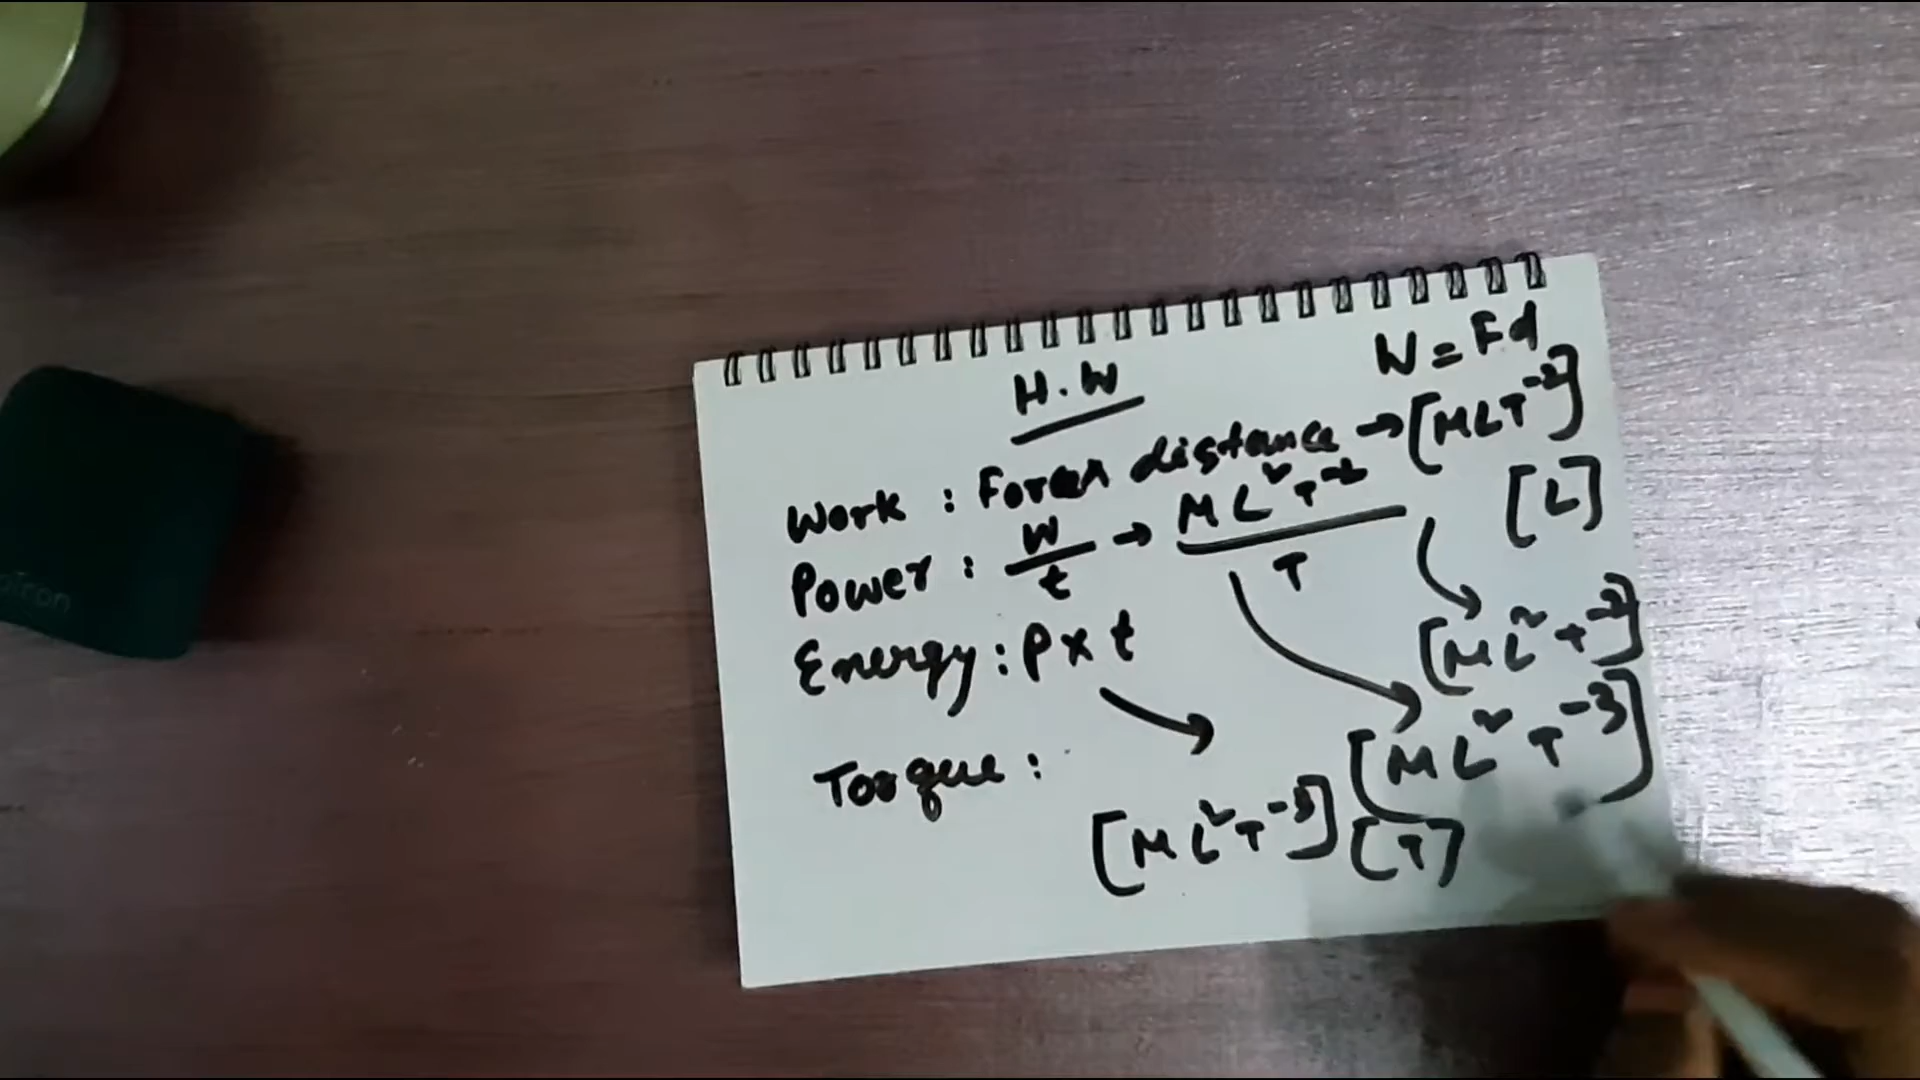 H.W
W = Fd
Work : Force x distance → [MLT⁻²]
[L]
Power : W/t → ML²T⁻²/T
[ML²T⁻²]
Energy : P x t
[ML²T⁻³]
Torque :
[ML²T⁻³] [T]